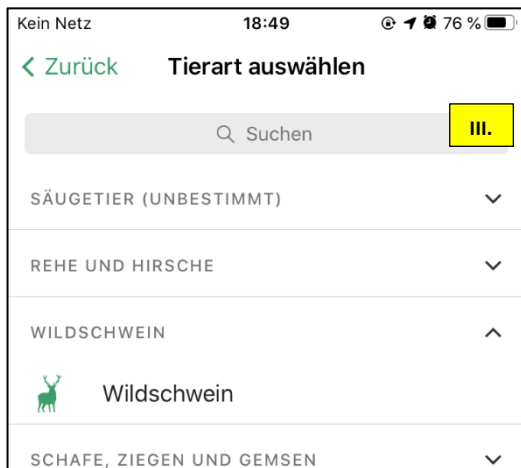 Kein Netz 18:49 76 %
Zurück Tierart auswählen
Suchen III.
SÄUGETIER (UNBESTIMMT)
REHE UND HIRSCHE
WILDSCHWEIN
Wildschwein
SCHAFE, ZIEGEN UND GEMSEN